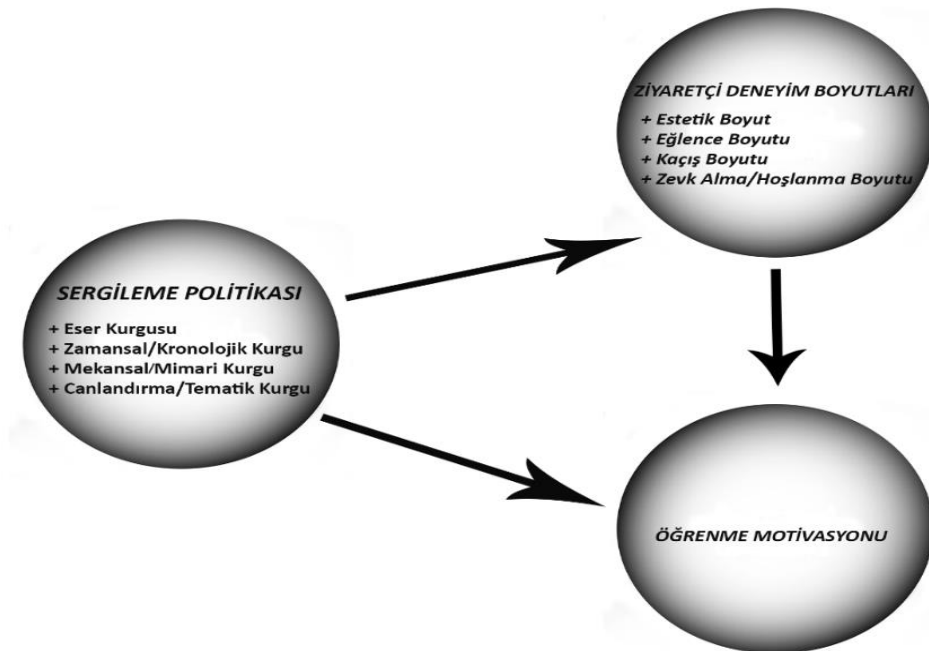 ZİYARETÇİ DENEYİM BOYUTLARI
+ Estetik Boyut
+ Eğlence Boyutu
+ Kaçış Boyutu
+ Zevk Alma/Hoşlanma Boyutu
SERGİLEME POLİTİKASI
+ Eser Kurgusu
+ Zamansal/Kronolojik Kurgu
+ Mekansal/Mimari Kurgu
+ Canlandırma/Tematik Kurgu
ÖĞRENME MOTİVASYONU